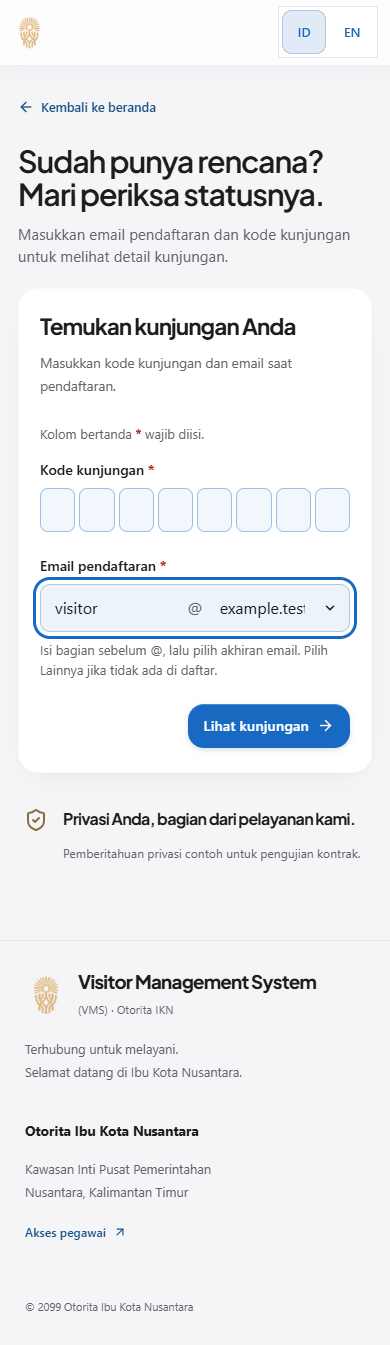 ID
EN
Kembali ke beranda
Sudah punya rencana?
Mari periksa statusnya.
Masukkan email pendaftaran dan kode kunjungan
untuk melihat detail kunjungan.
Temukan kunjungan Anda
Masukkan kode kunjungan dan email saat
pendaftaran.
Kolom bertanda * wajib diisi.
Kode kunjungan *
Email pendaftaran *
visitor @ example.test
Isi bagian sebelum @, lalu pilih akhiran email. Pilih
Lainnya jika tidak ada di daftar.
Lihat kunjungan
Privasi Anda, bagian dari pelayanan kami.
Pemberitahuan privasi contoh untuk pengujian kontrak.
Visitor Management System
(VMS) · Otorita IKN
Terhubung untuk melayani.
Selamat datang di Ibu Kota Nusantara.
Otorita Ibu Kota Nusantara
Kawasan Inti Pusat Pemerintahan
Nusantara, Kalimantan Timur
Akses pegawai
© 2099 Otorita Ibu Kota Nusantara